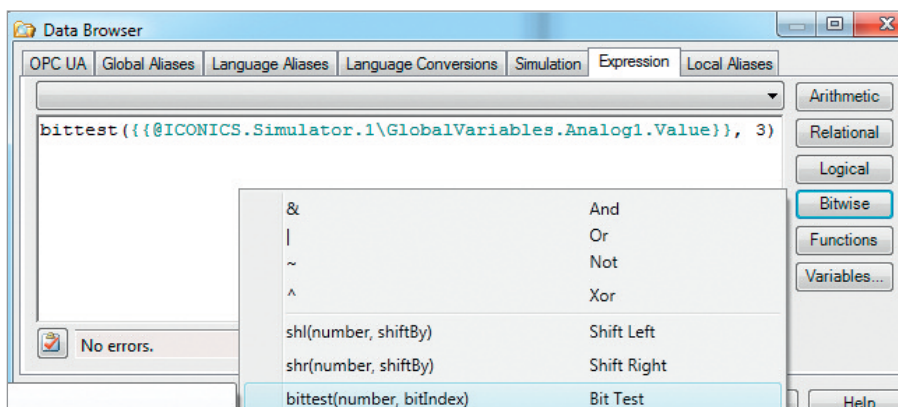 Data Browser
OPC UA Global Aliases Language Aliases Language Conversions Simulation Expression Local Aliases
Arithmetic
bittest({{@ICONICS.Simulator.1\GlobalVariables.Analog1.Value}}, 3)
Relational
Logical
Bitwise
Functions
Variables...
& And
| Or
~ Not
^ Xor
shl(number, shiftBy) Shift Left
shr(number, shiftBy) Shift Right
bittest(number, bitIndex) Bit Test
No errors.
Help